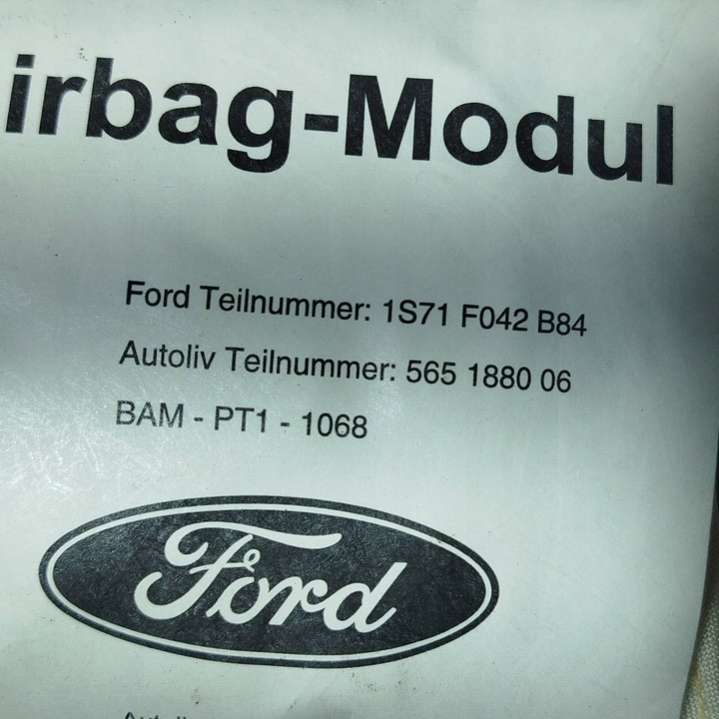 irbag-Modul
Ford Teilnummer: 1S71 F042 B84
Autoliv Teilnummer: 565 1880 06
BAM - PT1 - 1068
Ford